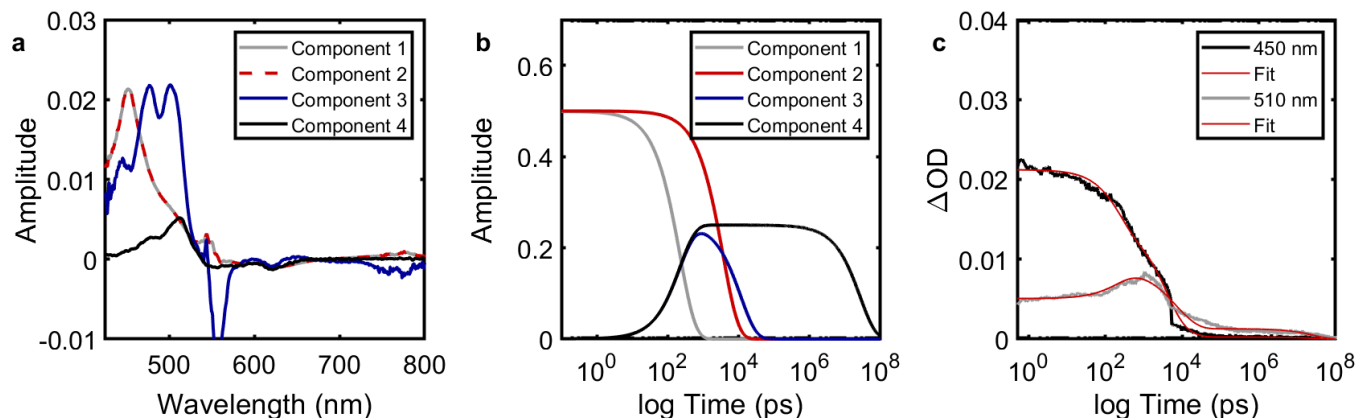 a
0.03
0.02
0.01
0
-0.01
Amplitude
500
600
700
800
Wavelength (nm)
Component 1
Component 2
Component 3
Component 4
b
0.6
0.4
0.2
0
Amplitude
10^0
10^2
10^4
10^6
10^8
log Time (ps)
Component 1
Component 2
Component 3
Component 4
c
0.04
0.03
0.02
0.01
0
ΔOD
10^0
10^2
10^4
10^6
10^8
log Time (ps)
450 nm
Fit
510 nm
Fit